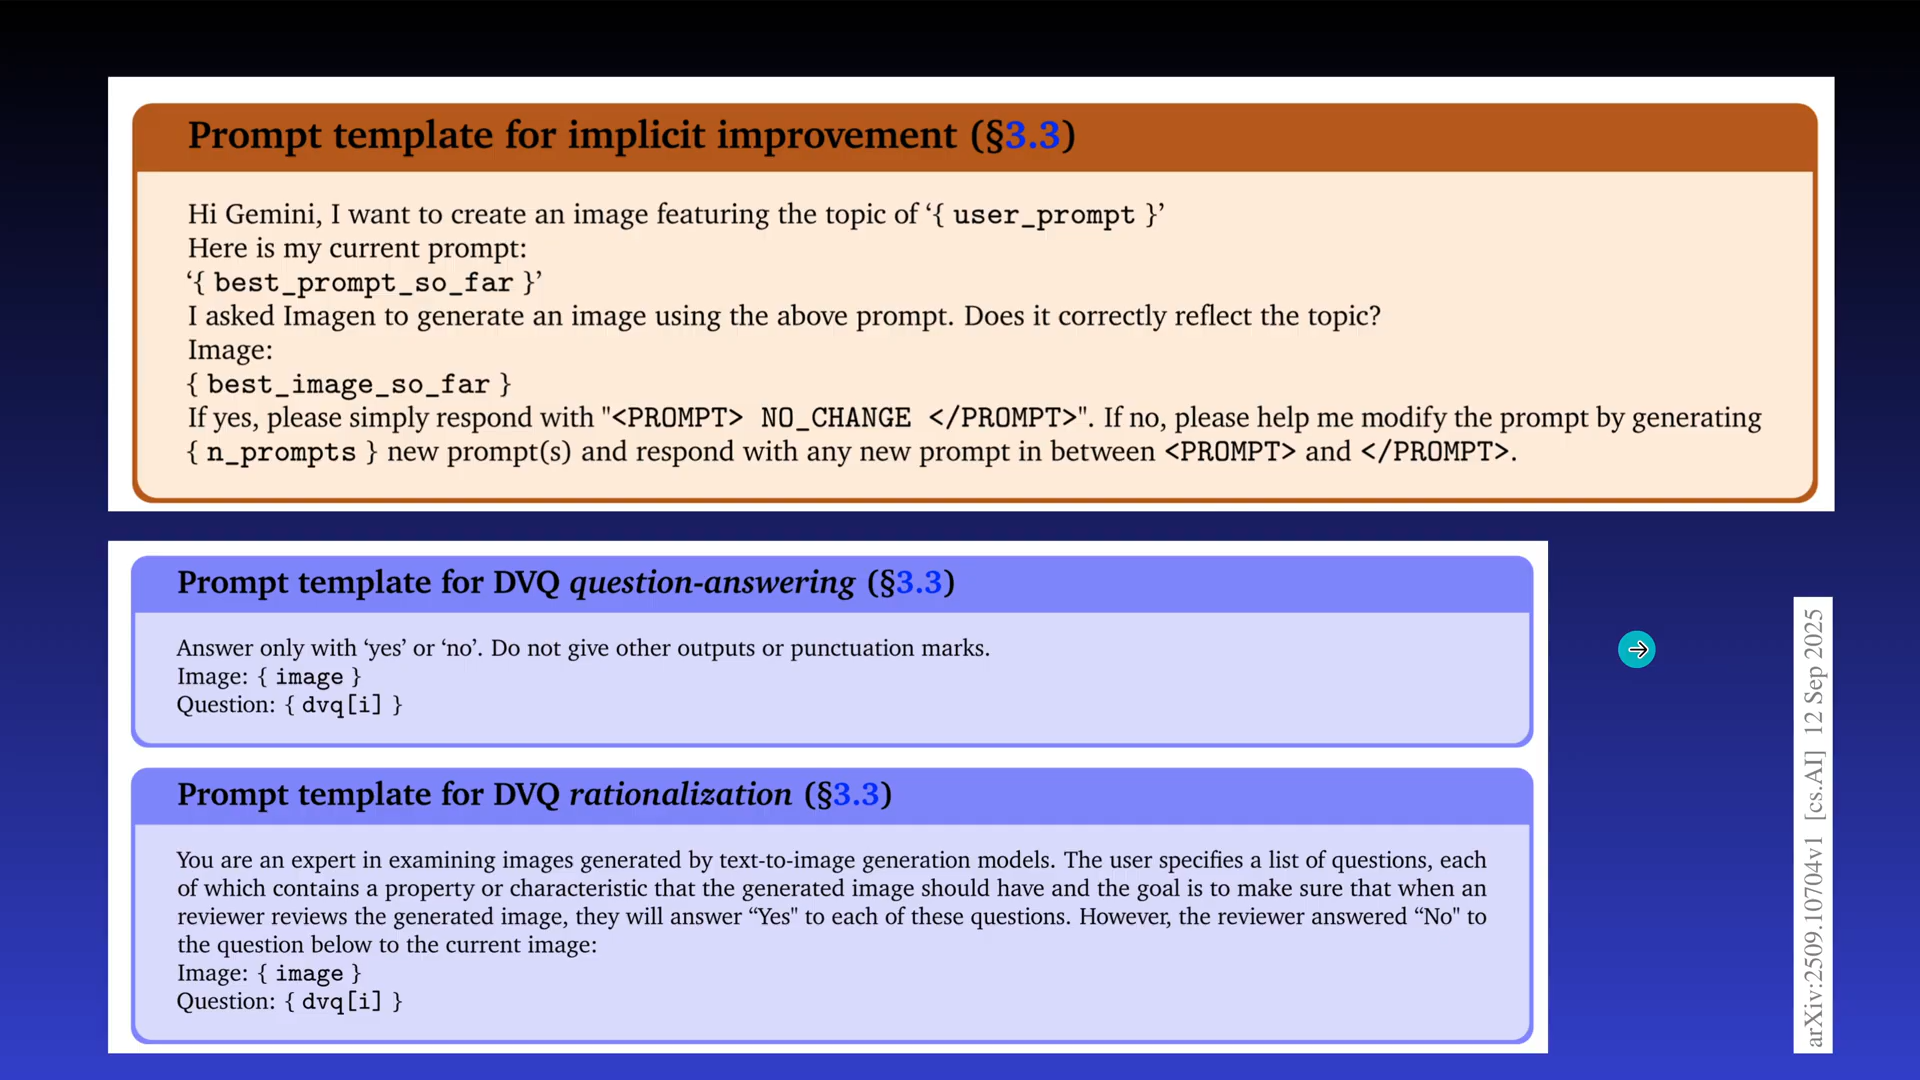 Prompt template for implicit improvement (§3.3)
Hi Gemini, I want to create an image featuring the topic of ‘{ user_prompt }’
Here is my current prompt:
‘{ best_prompt_so_far }’
I asked Imagen to generate an image using the above prompt. Does it correctly reflect the topic?
Image:
{ best_image_so_far }
If yes, please simply respond with "<PROMPT> NO_CHANGE </PROMPT>". If no, please help me modify the prompt by generating
{ n_prompts } new prompt(s) and respond with any new prompt in between <PROMPT> and </PROMPT>.
Prompt template for DVQ question-answering (§3.3)
Answer only with ‘yes’ or ‘no’. Do not give other outputs or punctuation marks.
Image: { image }
Question: { dvq[i] }
Prompt template for DVQ rationalization (§3.3)
You are an expert in examining images generated by text-to-image generation models. The user specifies a list of questions, each
of which contains a property or characteristic that the generated image should have and the goal is to make sure that when an
reviewer reviews the generated image, they will answer “Yes" to each of these questions. However, the reviewer answered “No" to
the question below to the current image:
Image: { image }
Question: { dvq[i] }
arXiv:2509.10704v1 [cs.AI] 12 Sep 2025